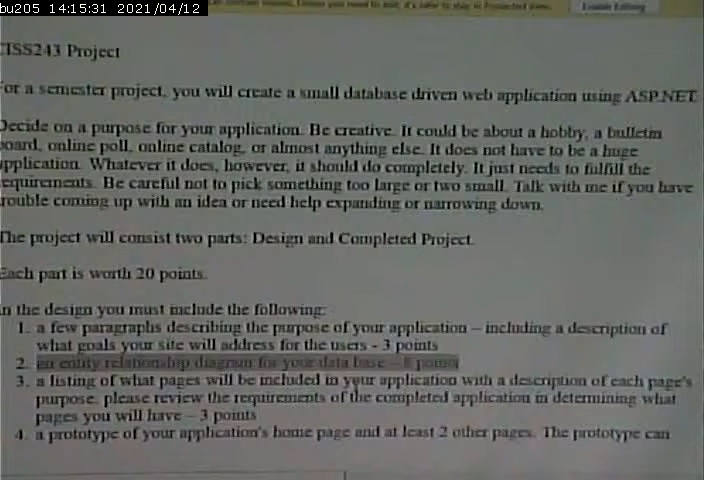 bu205 14:15:31 2021/04/12
Enable Editing
CISS243 Project
For a semester project, you will create a small database driven web application using ASP.NET.
Decide on a purpose for your application. Be creative. It could be about a hobby, a bulletin
board, online poll, online catalog, or almost anything else. It does not have to be a huge
application. Whatever it does, however, it should do completely. It just needs to fulfill the
requirements. Be careful not to pick something too large or two small. Talk with me if you have
trouble coming up with an idea or need help expanding or narrowing down.
The project will consist two parts: Design and Completed Project.
Each part is worth 20 points.
In the design you must include the following:
1. a few paragraphs describing the purpose of your application – including a description of
what goals your site will address for the users - 3 points
2. an entity relationship diagram for your data base – 8 points
3. a listing of what pages will be included in your application with a description of each page's
purpose. please review the requirements of the completed application in determining what
pages you will have – 3 points
4. a prototype of your application's home page and at least 2 other pages. The prototype can